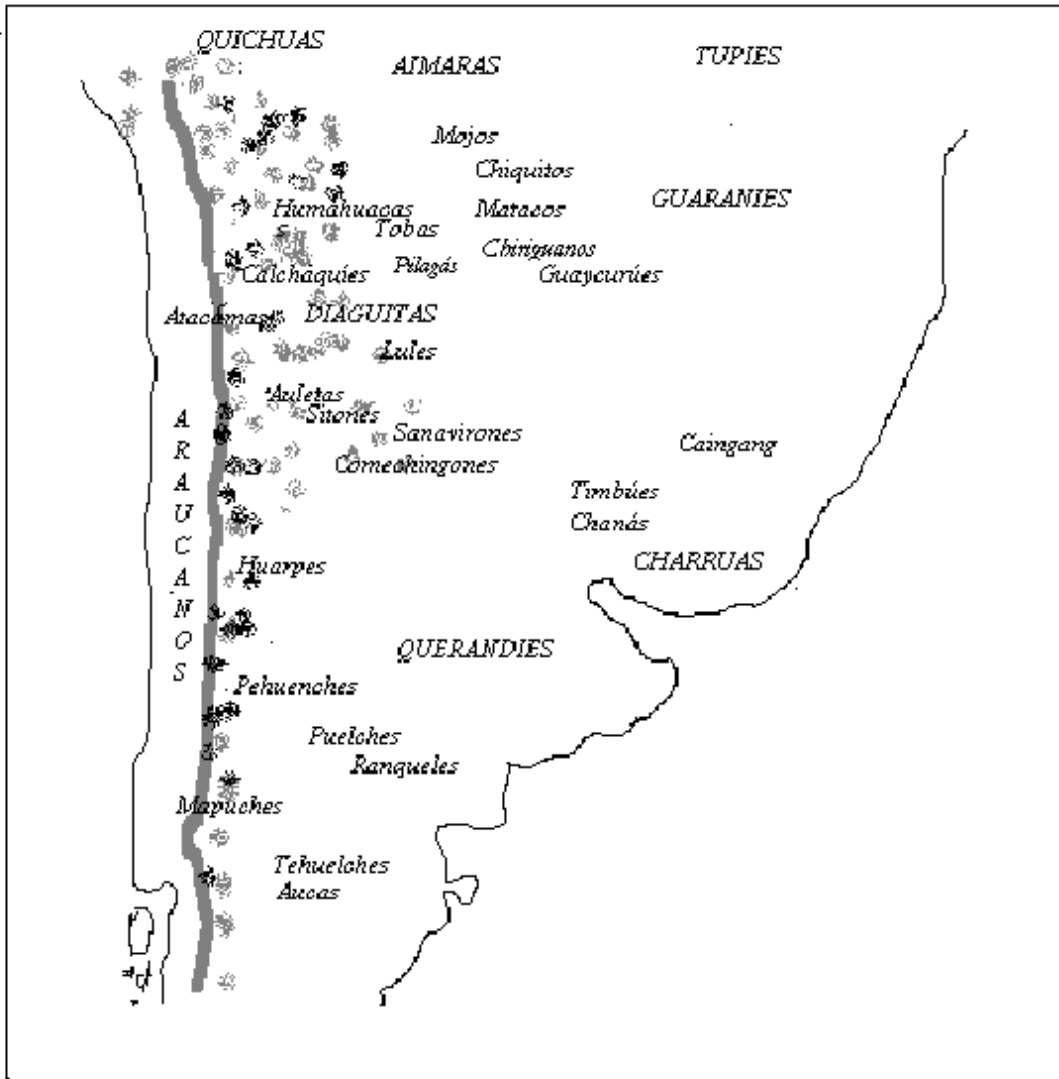 QUICHUAS
AIMARAS
TUPIES
Mojos
Chiquitos
Humahuacas
s
Matacos
GUARANIES
Tobas
Chiriguanos
Pilagás
Guaycurúes
Calchaquíes
Atacamas
DIAGUITAS
Lules
Auletas
Sitones
Sanavirones
Comechingones
Caingang
ARAUCANOS
Timbúes
Chanás
CHARRUAS
Huarpes
QUERANDIES
Pehuenches
Puelches
Ranqueles
Mapuches
Tehuelches
Aucas